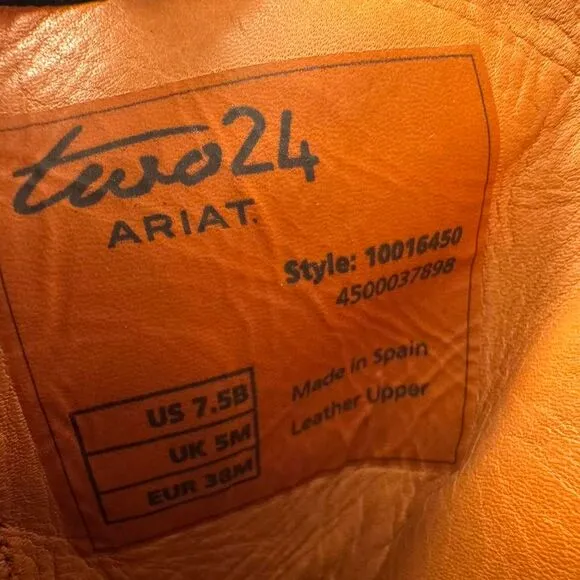 two24
ARIAT.
Style: 10016450
4500037898
Made in Spain
Leather Upper
US 7.5B
UK 5M
EUR 38M